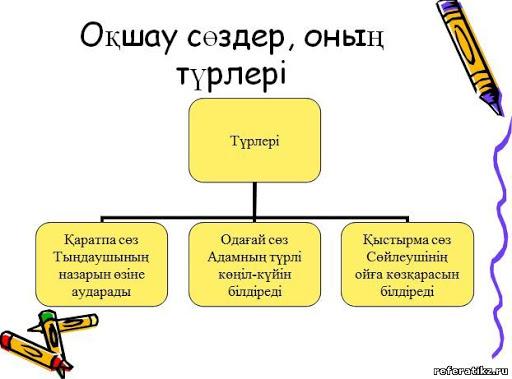 Оқшау сөздер, оның
түрлері
Түрлері
Қаратпа сөз
Тыңдаушының
назарын өзіне
аударады
Одағай сөз
Адамның түрлі
көңіл-күйін
білдіреді
Қыстырма сөз
Сөйлеушінің
ойға көзқарасын
білдіреді
referatikz.ru